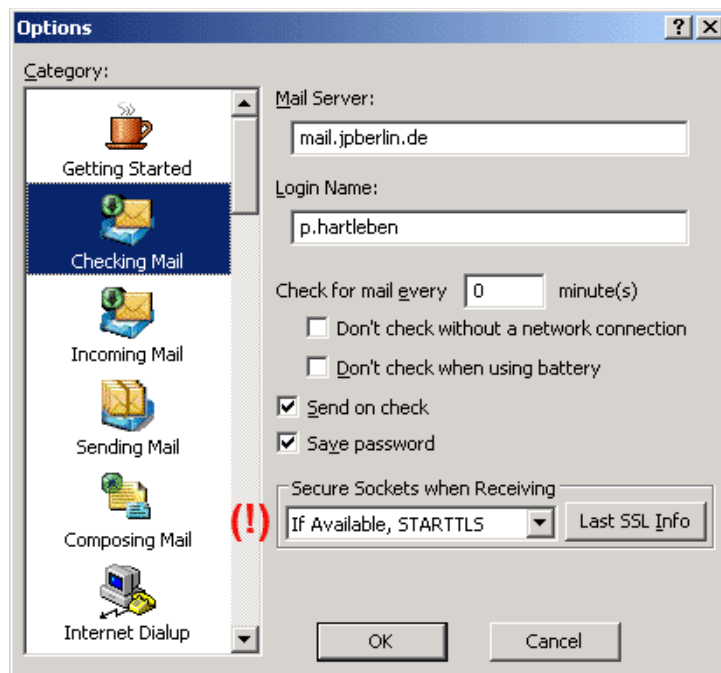 Options
Category:
Getting Started
Checking Mail
Incoming Mail
Sending Mail
Composing Mail
Internet Dialup
Mail Server:
mail.jpberlin.de
Login Name:
p.hartleben
Check for mail every 0 minute(s)
Don't check without a network connection
Don't check when using battery
Send on check
Save password
Secure Sockets when Receiving
(!) If Available, STARTTLS Last SSL Info
OK Cancel